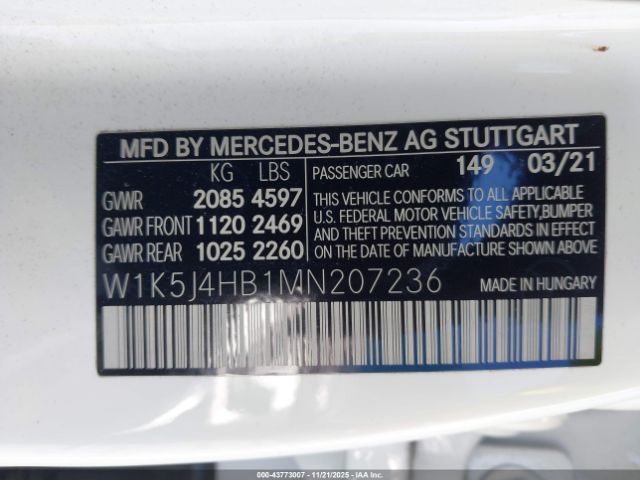 MFD BY MERCEDES-BENZ AG STUTTGART
KG LBS
GVWR 2085 4597
GAWR FRONT 1120 2469
GAWR REAR 1025 2260
PASSENGER CAR 149 03/21
THIS VEHICLE CONFORMS TO ALL APPLICABLE
U.S. FEDERAL MOTOR VEHICLE SAFETY,BUMPER
AND THEFT PREVENTION STANDARDS IN EFFECT
ON DATE OF MANUFACTURE SHOWN ABOVE.
W1K5J4HB1MN207236
MADE IN HUNGARY
000-43773007 - 11/21/2025 - IAA Inc.